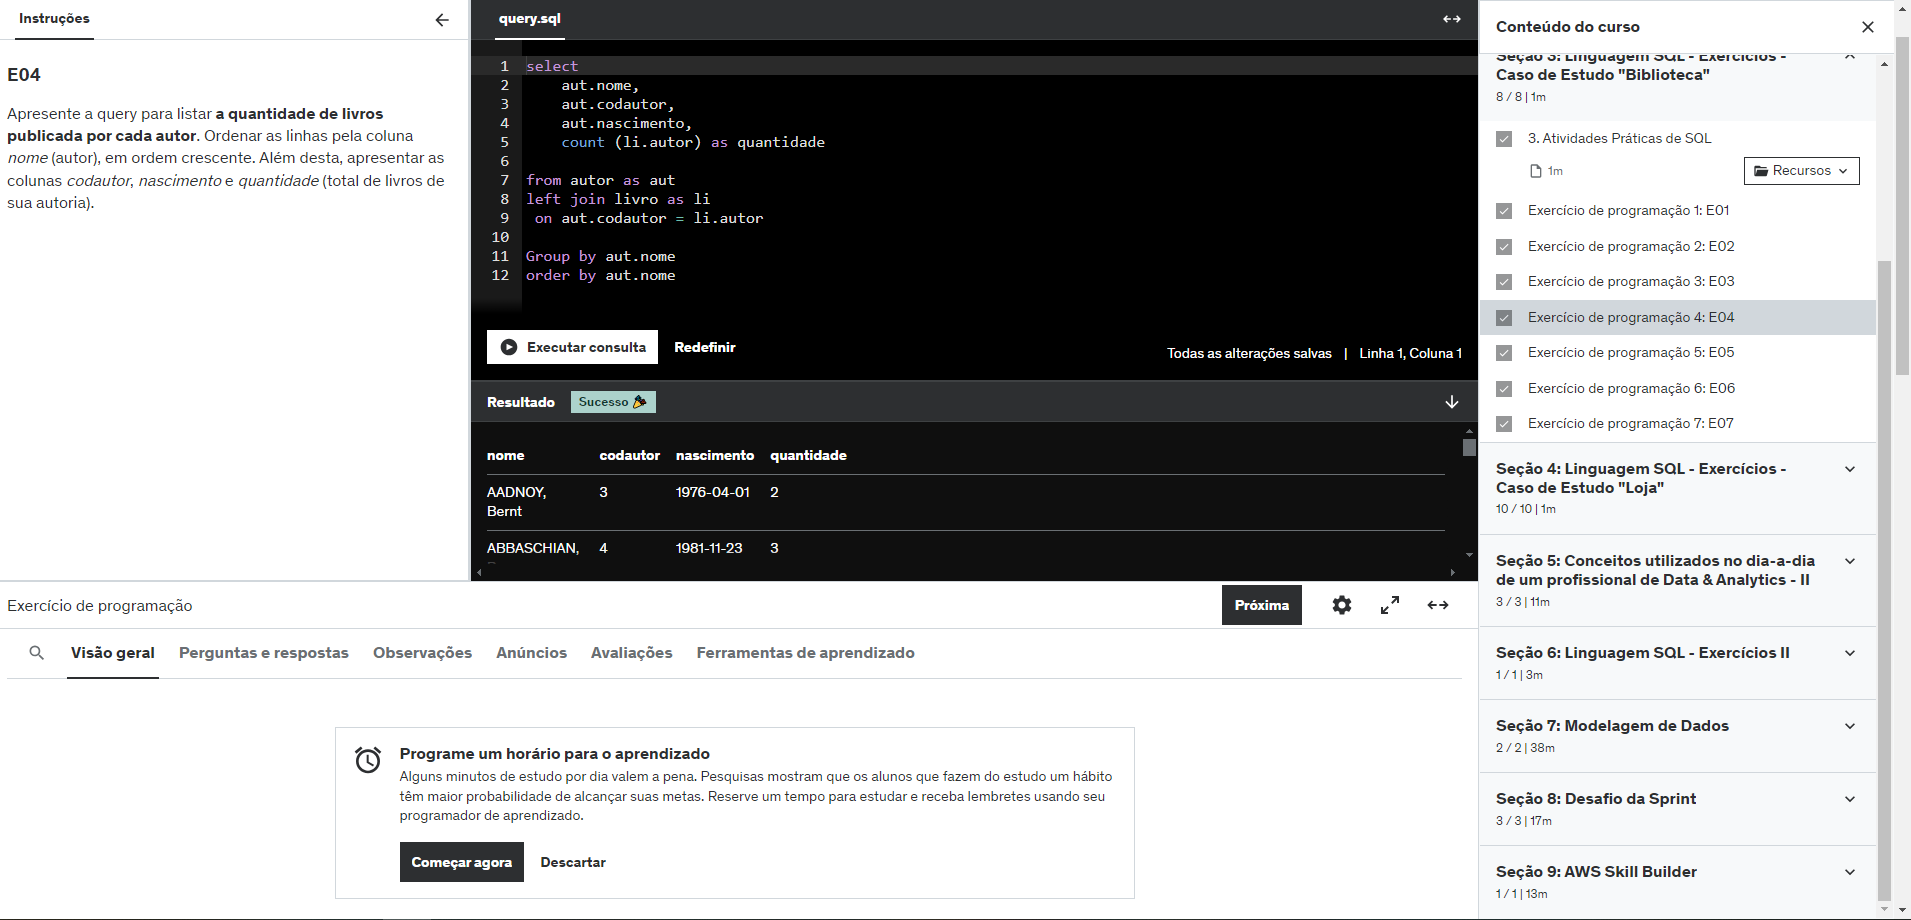 Instruções
E04
Apresente a query para listar a quantidade de livros
publicada por cada autor. Ordenar as linhas pela coluna
nome (autor), em ordem crescente. Além desta, apresentar as
colunas codautor, nascimento e quantidade (total de livros de
sua autoria).
query.sql
1 select
2 aut.nome,
3 aut.codautor,
4 aut.nascimento,
5 count (li.autor) as quantidade
6
7 from autor as aut
8 left join livro as li
9 on aut.codautor = li.autor
10
11 Group by aut.nome
12 order by aut.nome
Executar consulta
Redefinir
Todas as alterações salvas | Linha 1, Coluna 1
Resultado
Sucesso
nome codautor nascimento quantidade
AADNOY, 3 1976-04-01 2
Bernt
ABBASCHIAN, 4 1981-11-23 3
Exercício de programação
Próxima
Visão geral
Perguntas e respostas
Observações
Anúncios
Avaliações
Ferramentas de aprendizado
Programe um horário para o aprendizado
Alguns minutos de estudo por dia valem a pena. Pesquisas mostram que os alunos que fazem do estudo um hábito
têm maior probabilidade de alcançar suas metas. Reserve um tempo para estudar e receba lembretes usando seu
programador de aprendizado.
Começar agora
Descartar
Conteúdo do curso
Seção 3: Linguagem SQL - Exercícios -
Caso de Estudo "Biblioteca"
8 / 8 | 1m
3. Atividades Práticas de SQL
1m
Recursos
Exercício de programação 1: E01
Exercício de programação 2: E02
Exercício de programação 3: E03
Exercício de programação 4: E04
Exercício de programação 5: E05
Exercício de programação 6: E06
Exercício de programação 7: E07
Seção 4: Linguagem SQL - Exercícios -
Caso de Estudo "Loja"
10 / 10 | 1m
Seção 5: Conceitos utilizados no dia-a-dia
de um profissional de Data & Analytics - II
3 / 3 | 11m
Seção 6: Linguagem SQL - Exercícios II
1 / 1 | 3m
Seção 7: Modelagem de Dados
2 / 2 | 38m
Seção 8: Desafio da Sprint
3 / 3 | 17m
Seção 9: AWS Skill Builder
1 / 1 | 13m